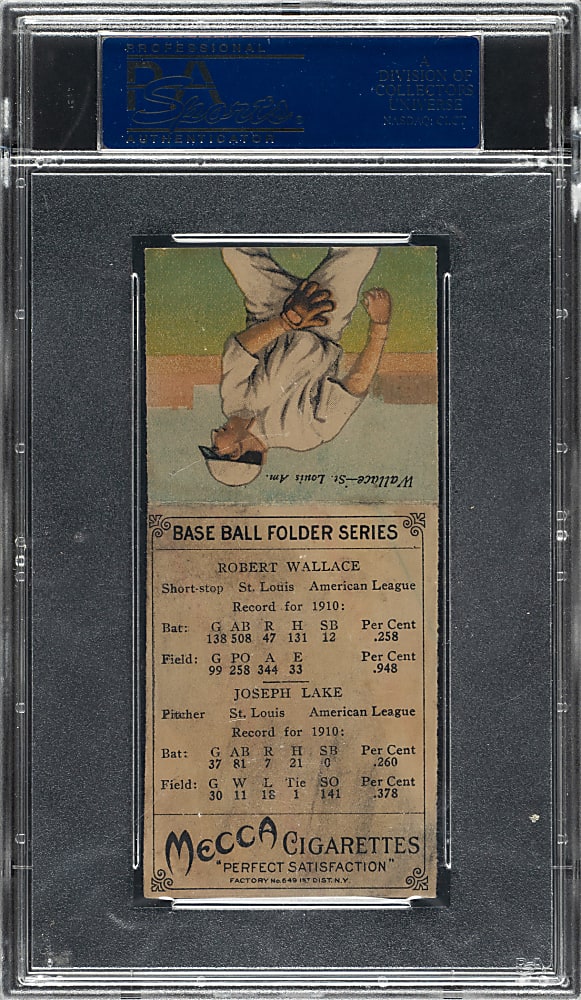 PROFESSIONAL
PSA
Sports
AUTHENTICATOR
A
DIVISION OF
COLLECTORS
UNIVERSE
NASDAQ: CLCT
Wallace—St. Louis Am.
BASE BALL FOLDER SERIES
ROBERT WALLACE
Short-stop St. Louis American League
Record for 1910:
Bat: G AB R H SB Per Cent
138 508 47 131 12 .258
Field: G PO A E Per Cent
99 258 344 33 .948
JOSEPH LAKE
Pitcher St. Louis American League
Record for 1910:
Bat: G AB R H SB Per Cent
37 81 7 21 0 .260
Field: G W L Tie SO Per Cent
30 11 18 1 141 .378
MECCA CIGARETTES
"PERFECT SATISFACTION"
FACTORY No. 649 1ST DIST. N.Y.